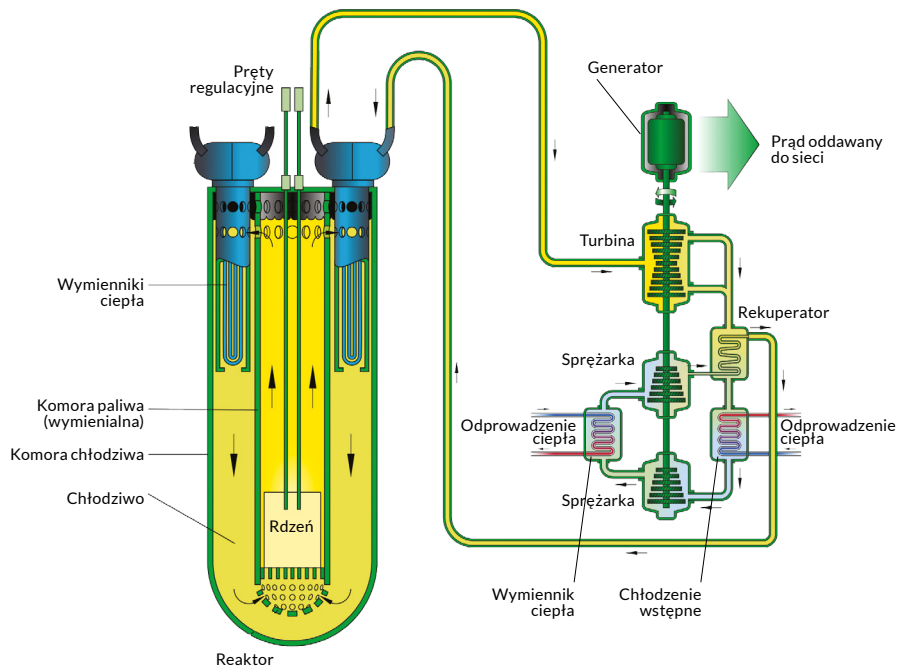 Pręty
regulacyjne
Generator
Prąd oddawany
do sieci
Turbina
Wymienniki
ciepła
Rekuperator
Sprężarka
Komora paliwa
(wymienialna)
Odprowadzenie
ciepła
Odprowadzenie
ciepła
Komora chłodziwa
Chłodziwo
Sprężarka
Rdzeń
Wymiennik
ciepła
Chłodzenie
wstępne
Reaktor